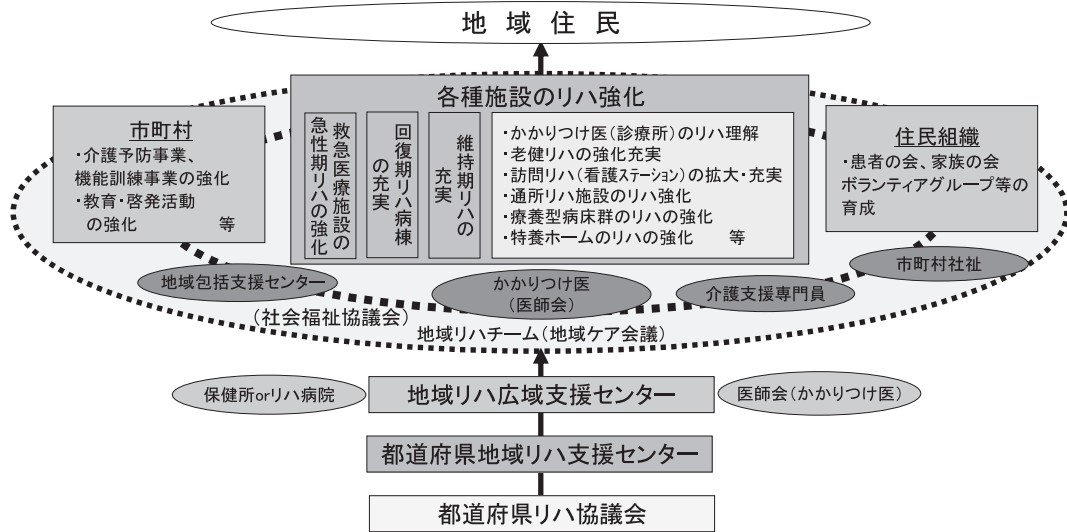 地域住民
各種施設のリハ強化
市町村
・介護予防事業、
機能訓練事業の強化
・教育・啓発活動
の強化　等
救急医療施設の
急性期リハの強化
回復期リハ病棟
の充実
維持期リハの
充実
・かかりつけ医(診療所)のリハ理解
・老健リハの強化充実
・訪問リハ(看護ステーション)の拡大・充実
・通所リハ施設のリハ強化
・療養型病床群のリハの強化
・特養ホームのリハの強化　等
住民組織
・患者の会、家族の会
ボランティアグループ等の
育成
地域包括支援センター
かかりつけ医
(医師会)
介護支援専門員
市町村社祉
(社会福祉協議会)
地域リハチーム(地域ケア会議)
保健所orリハ病院
地域リハ広域支援センター
医師会(かかりつけ医)
都道府県地域リハ支援センター
都道府県リハ協議会